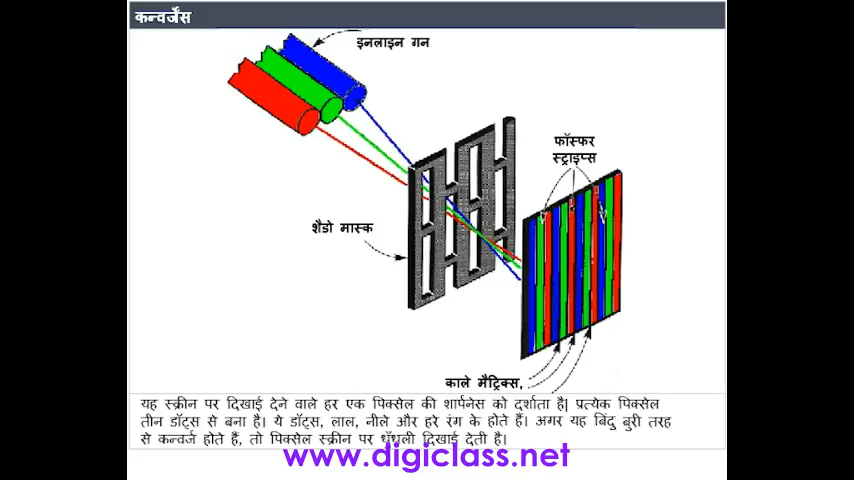 कन्वर्जेंस
इनलाइन गन
फॉस्फर
स्ट्राइप्स
शैडो मास्क
काले मैट्रिक्स,
यह स्क्रीन पर दिखाई देने वाले हर एक पिक्सेल की शार्पनेस को दर्शाता है| प्रत्येक पिक्सेल
तीन डॉट्स से बना है। ये डॉट्स, लाल, नीले और हरे रंग के होते हैं। अगर यह बिंदु बुरी तरह
से कन्वर्ज होते हैं, तो पिक्सेल स्क्रीन पर धुँधली दिखाई देती है।
www.digiclass.net